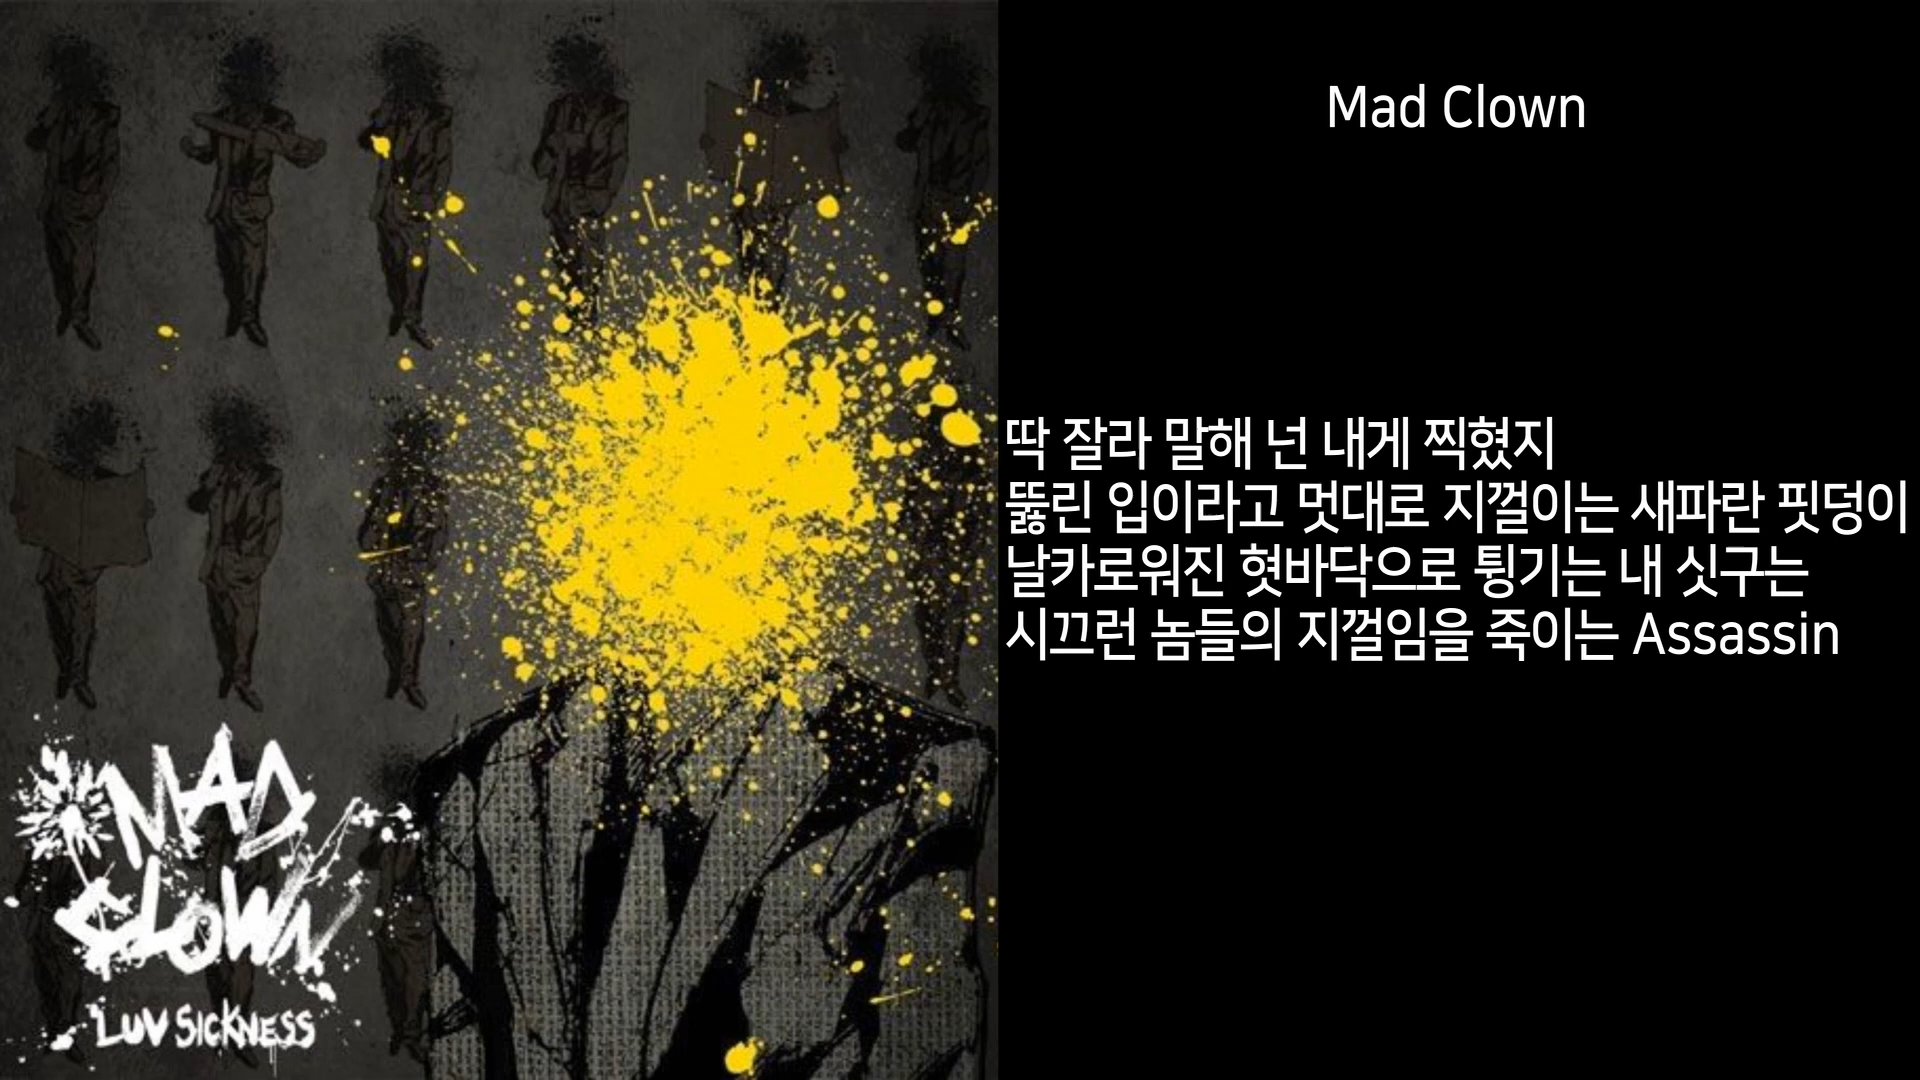 MAD
CLOWN
LUV SICKNESS
Mad Clown
딱 잘라 말해 넌 내게 찍혔지
뚫린 입이라고 멋대로 지껄이는 새파란 핏덩이
날카로워진 혓바닥으로 튕기는 내 싯구는
시끄런 놈들의 지껄임을 죽이는 Assassin